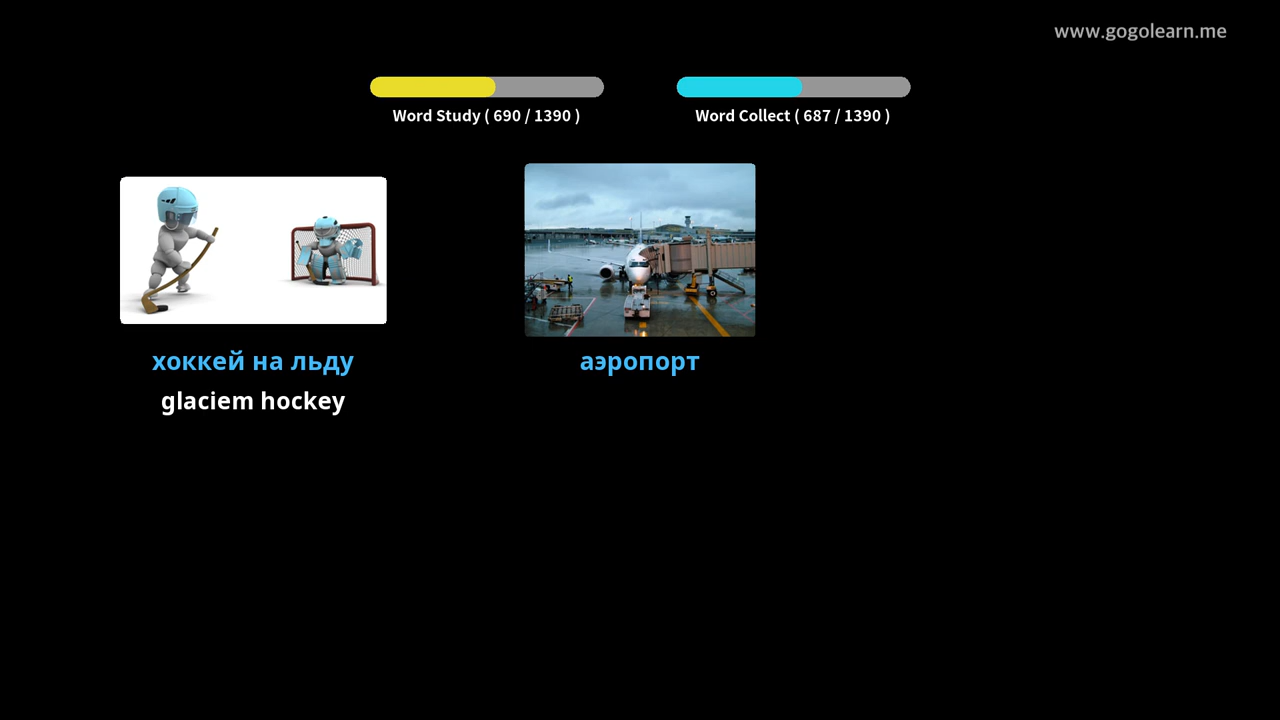 www.gogolearn.me
Word Study ( 690 / 1390 )
Word Collect ( 687 / 1390 )
хоккей на льду
glaciem hockey
аэропорт